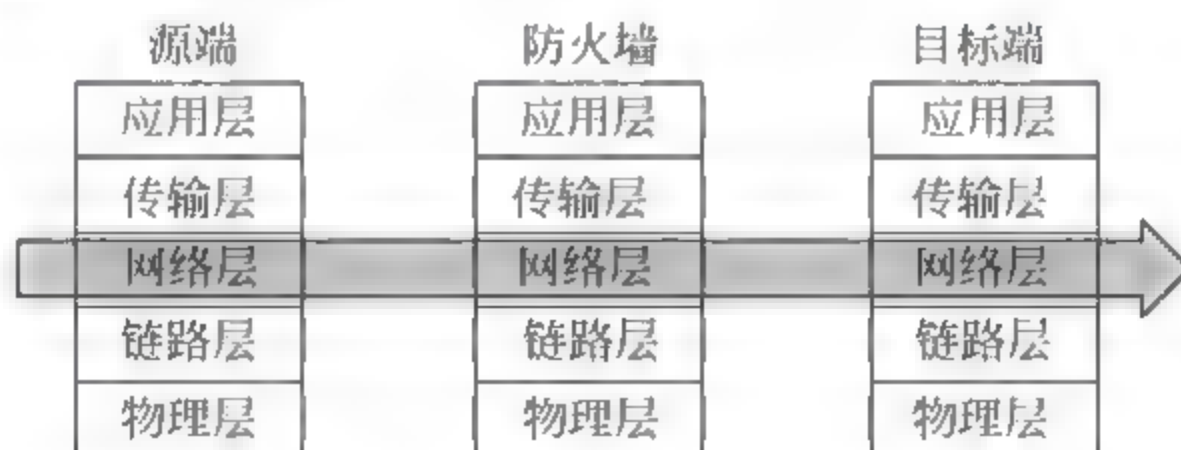 源端 防火墙 目标端
应用层 应用层 应用层
传输层 传输层 传输层
网络层 网络层 网络层
链路层 链路层 链路层
物理层 物理层 物理层